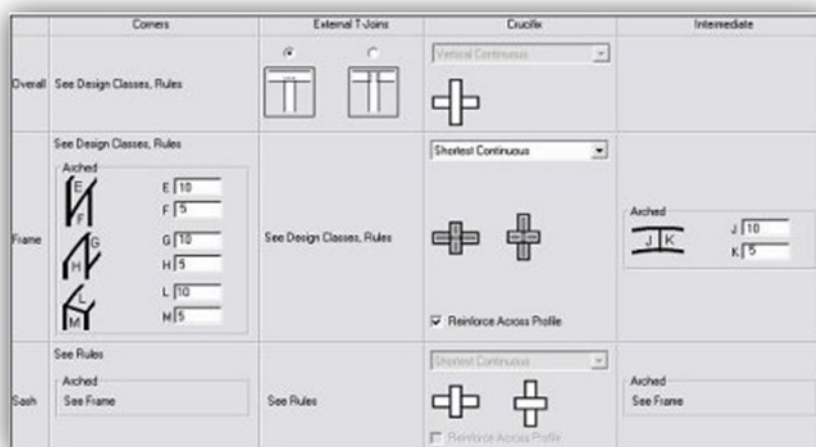 Corners External T-Joins Crucifix Intermediate
Overall See Design Classes, Rules Vertical Continuous
Frame
See Design Classes, Rules
Arched
E F E 10
F 5
G H G 10
H 5
L M L 10
M 5
See Design Classes, Rules
Shortest Continuous
Reinforce Across Profile
Arched
J K J 10
K 5
Sash
See Rules
Arched
See Frame
See Rules
Shortest Continuous
Reinforce Across Profile
Arched
See Frame